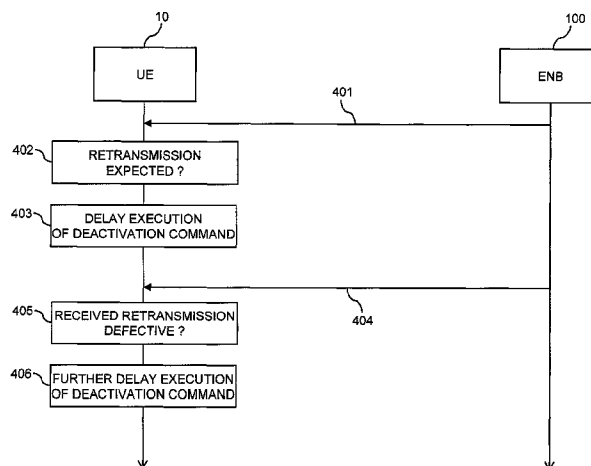 10
100
UE
ENB
401
402
RETRANSMISSION
EXPECTED ?
403
DELAY EXECUTION
OF DEACTIVATION COMMAND
404
405
RECEIVED RETRANSMISSION
DEFECTIVE ?
406
FURTHER DELAY EXECUTION
OF DEACTIVATION COMMAND